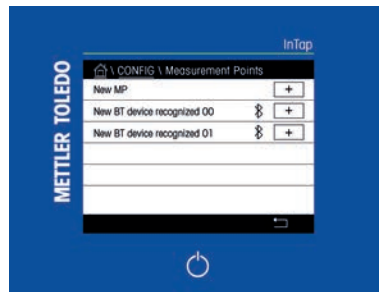 InTap
METTLER TOLEDO
\ CONFIG \ Measurement Points
New MP +
New BT device recognized 00 +
New BT device recognized 01 +